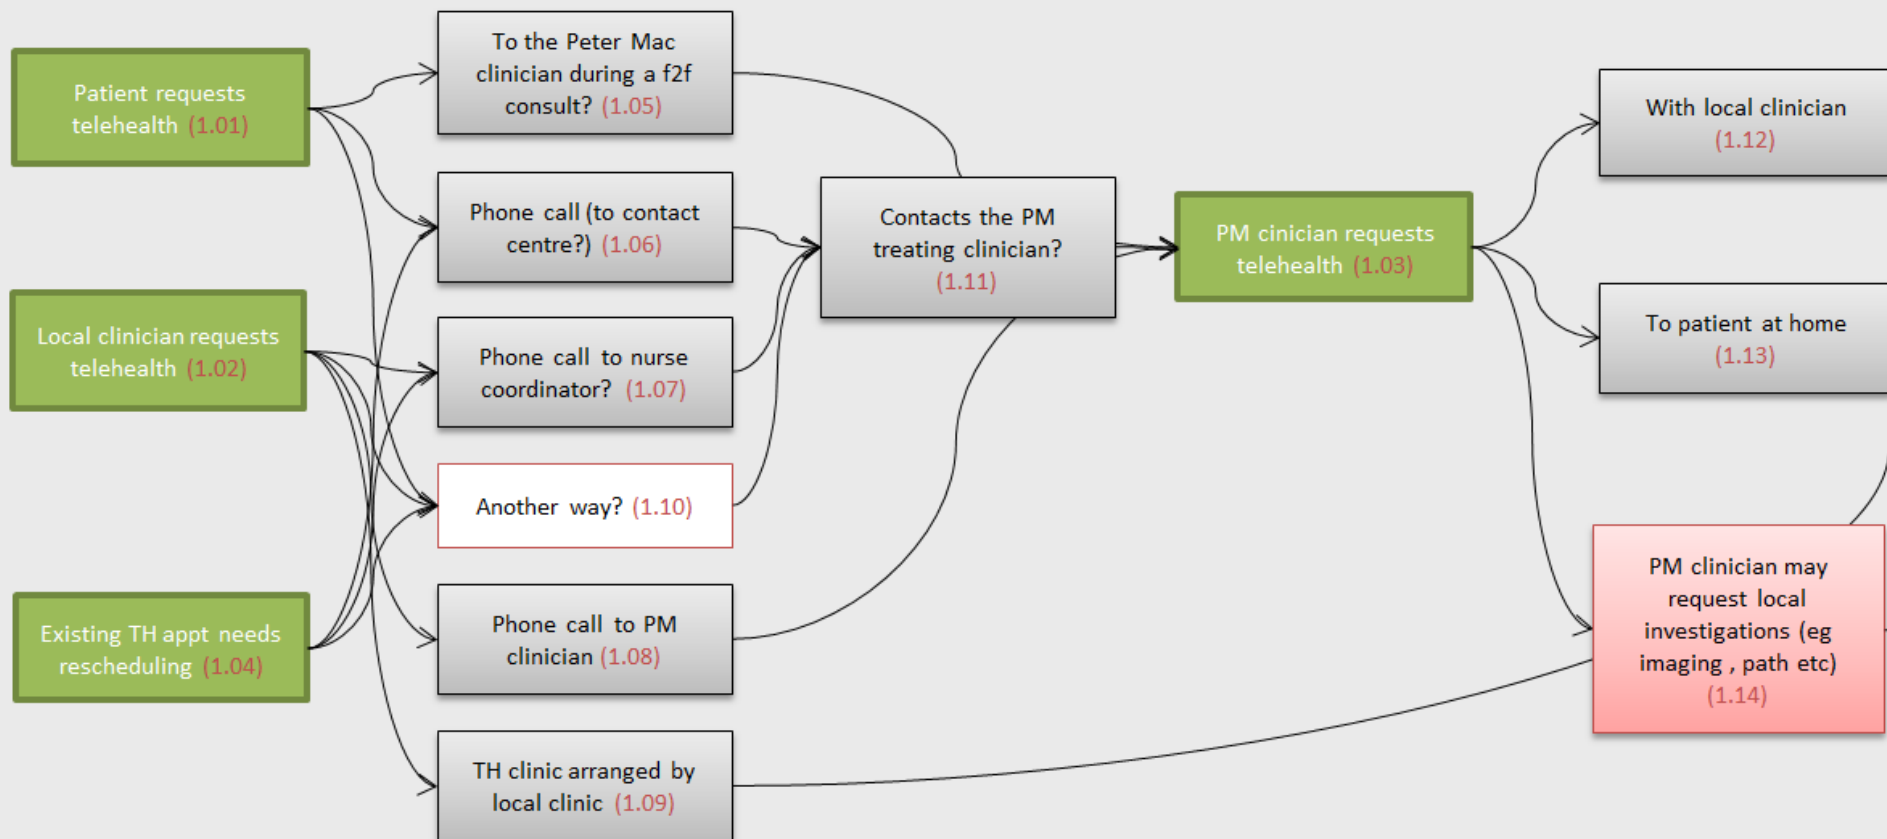 Patient requests
telehealth (1.01)
Local clinician requests
telehealth (1.02)
Existing TH appt needs
rescheduling (1.04)
To the Peter Mac
clinician during a f2f
consult? (1.05)
Phone call (to contact
centre?) (1.06)
Phone call to nurse
coordinator? (1.07)
Another way? (1.10)
Phone call to PM
clinician (1.08)
TH clinic arranged by
local clinic (1.09)
Contacts the PM
treating clinician?
(1.11)
PM cinician requests
telehealth (1.03)
With local clinician
(1.12)
To patient at home
(1.13)
PM clinician may
request local
investigations (eg
imaging , path etc)
(1.14)